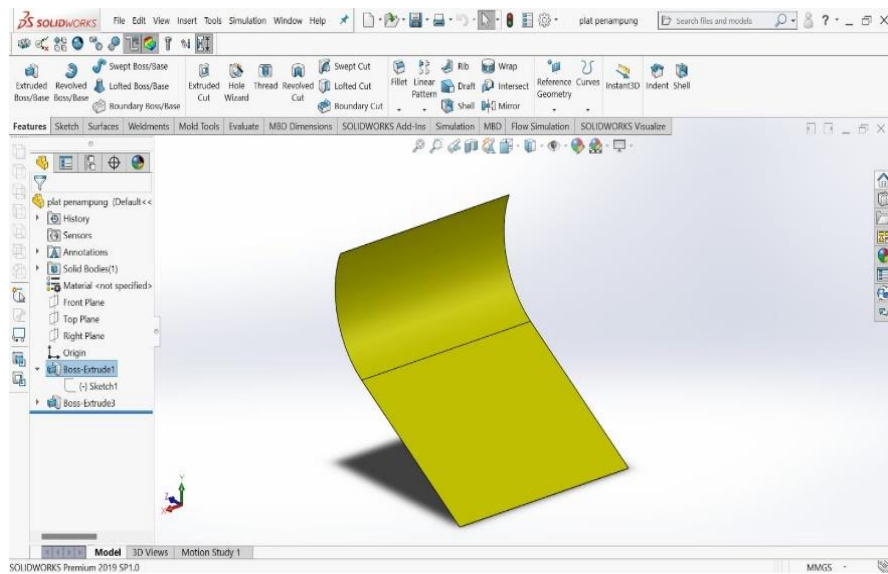 SOLIDWORKS File Edit View Insert Tools Simulation Window Help plat penampung Search files and models ?
Extruded Boss/Base
Revolved Boss/Base
Swept Boss/Base
Lofted Boss/Base
Boundary Boss/Base
Extruded Cut
Hole Wizard
Thread
Revolved Cut
Swept Cut
Lofted Cut
Boundary Cut
Fillet
Linear Pattern
Rib
Draft
Shell
Wrap
Intersect
Mirror
Reference Geometry
Curves
Instant3D
Indent
Shell
Features Sketch Surfaces Weldments Mold Tools Evaluate MBD Dimensions SOLIDWORKS Add-Ins Simulation MBD Flow Simulation SOLIDWORKS Visualize
plat penampung (Default<<
History
Sensors
Annotations
Solid Bodies(1)
Material <not specified>
Front Plane
Top Plane
Right Plane
Origin
Boss-Extrude1
(-) Sketch1
Boss-Extrude3
Y
Z
X
Model 3D Views Motion Study 1
SOLIDWORKS Premium 2019 SP1.0 MMGS